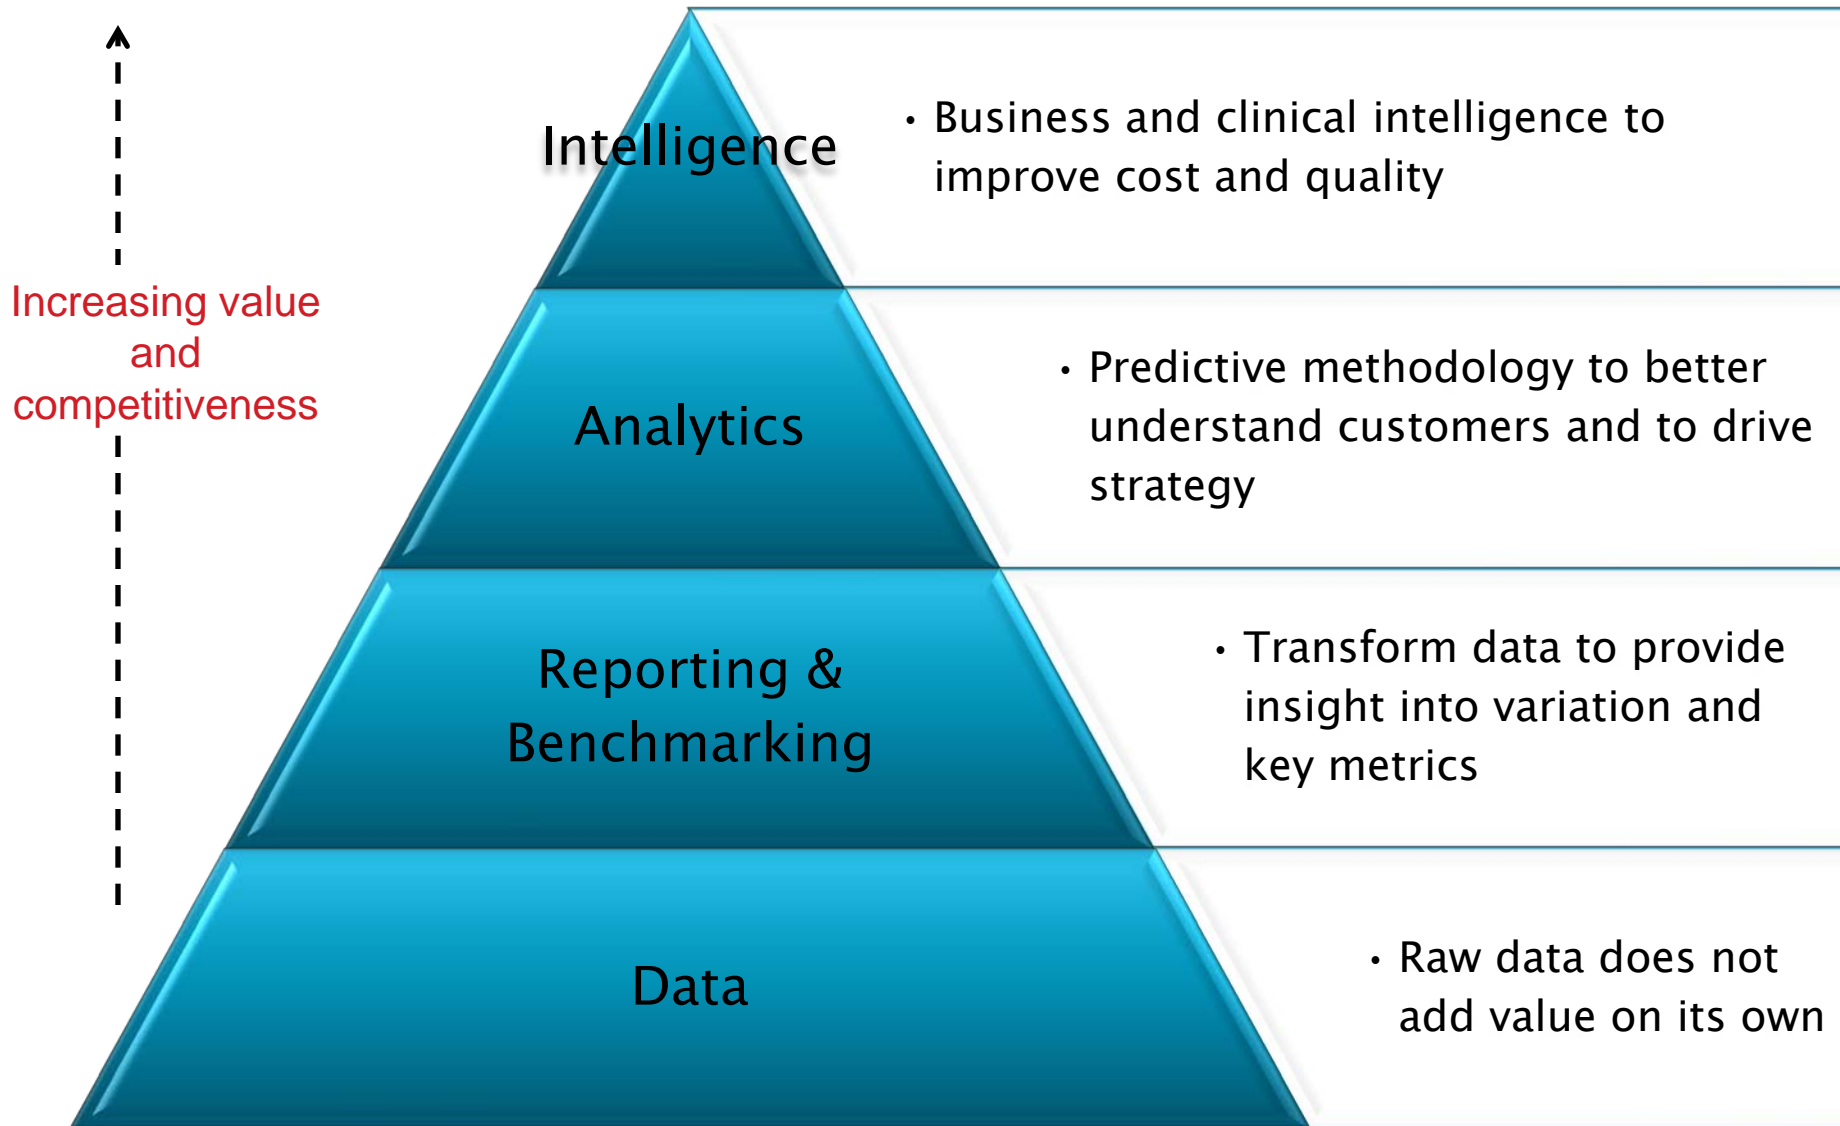 Intelligence
• Business and clinical intelligence to
improve cost and quality
Increasing value
and
competitiveness
Analytics
• Predictive methodology to better
understand customers and to drive
strategy
Reporting &
Benchmarking
• Transform data to provide
insight into variation and
key metrics
Data
• Raw data does not
add value on its own